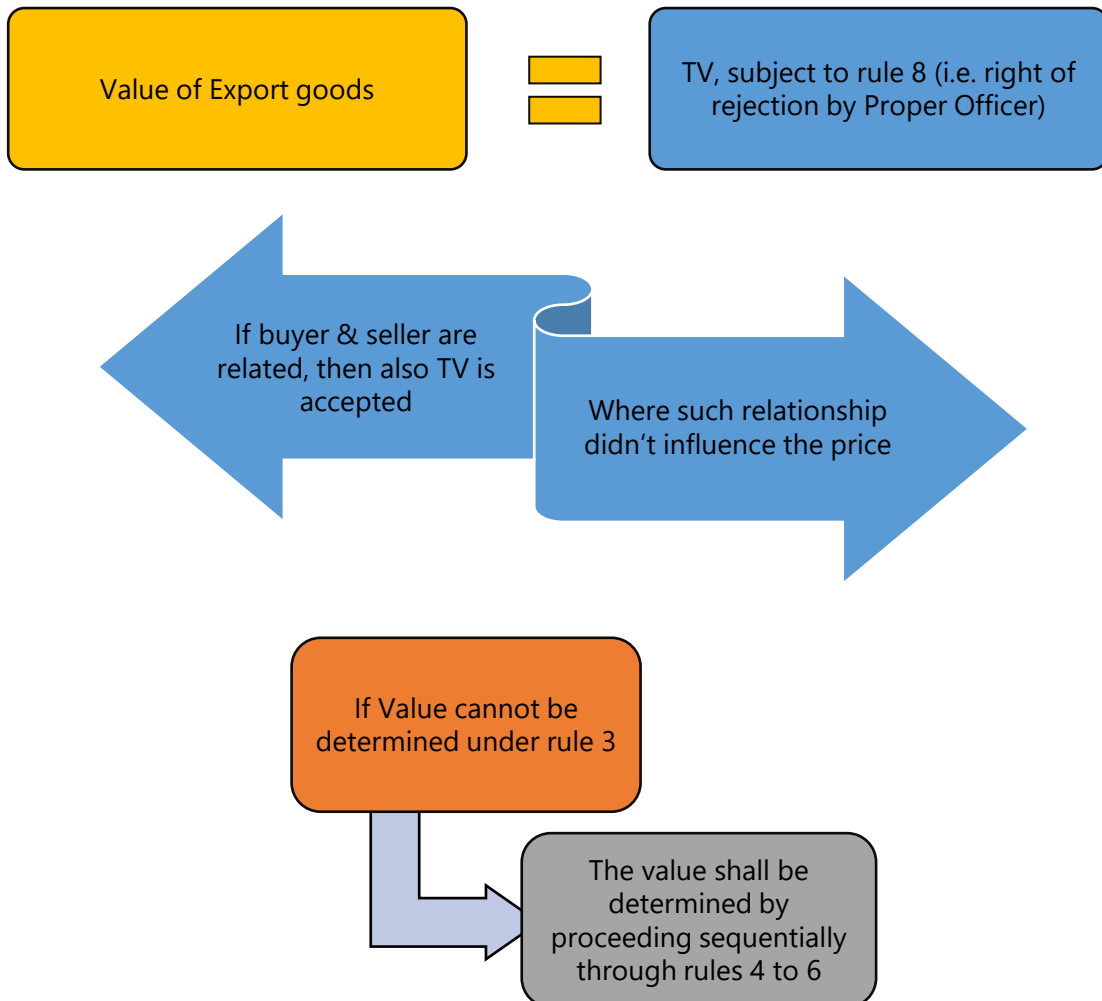 Value of Export goods
TV, subject to rule 8 (i.e. right of
rejection by Proper Officer)
If buyer & seller are
related, then also TV is
accepted
Where such relationship
didn’t influence the price
If Value cannot be
determined under rule 3
The value shall be
determined by
proceeding sequentially
through rules 4 to 6